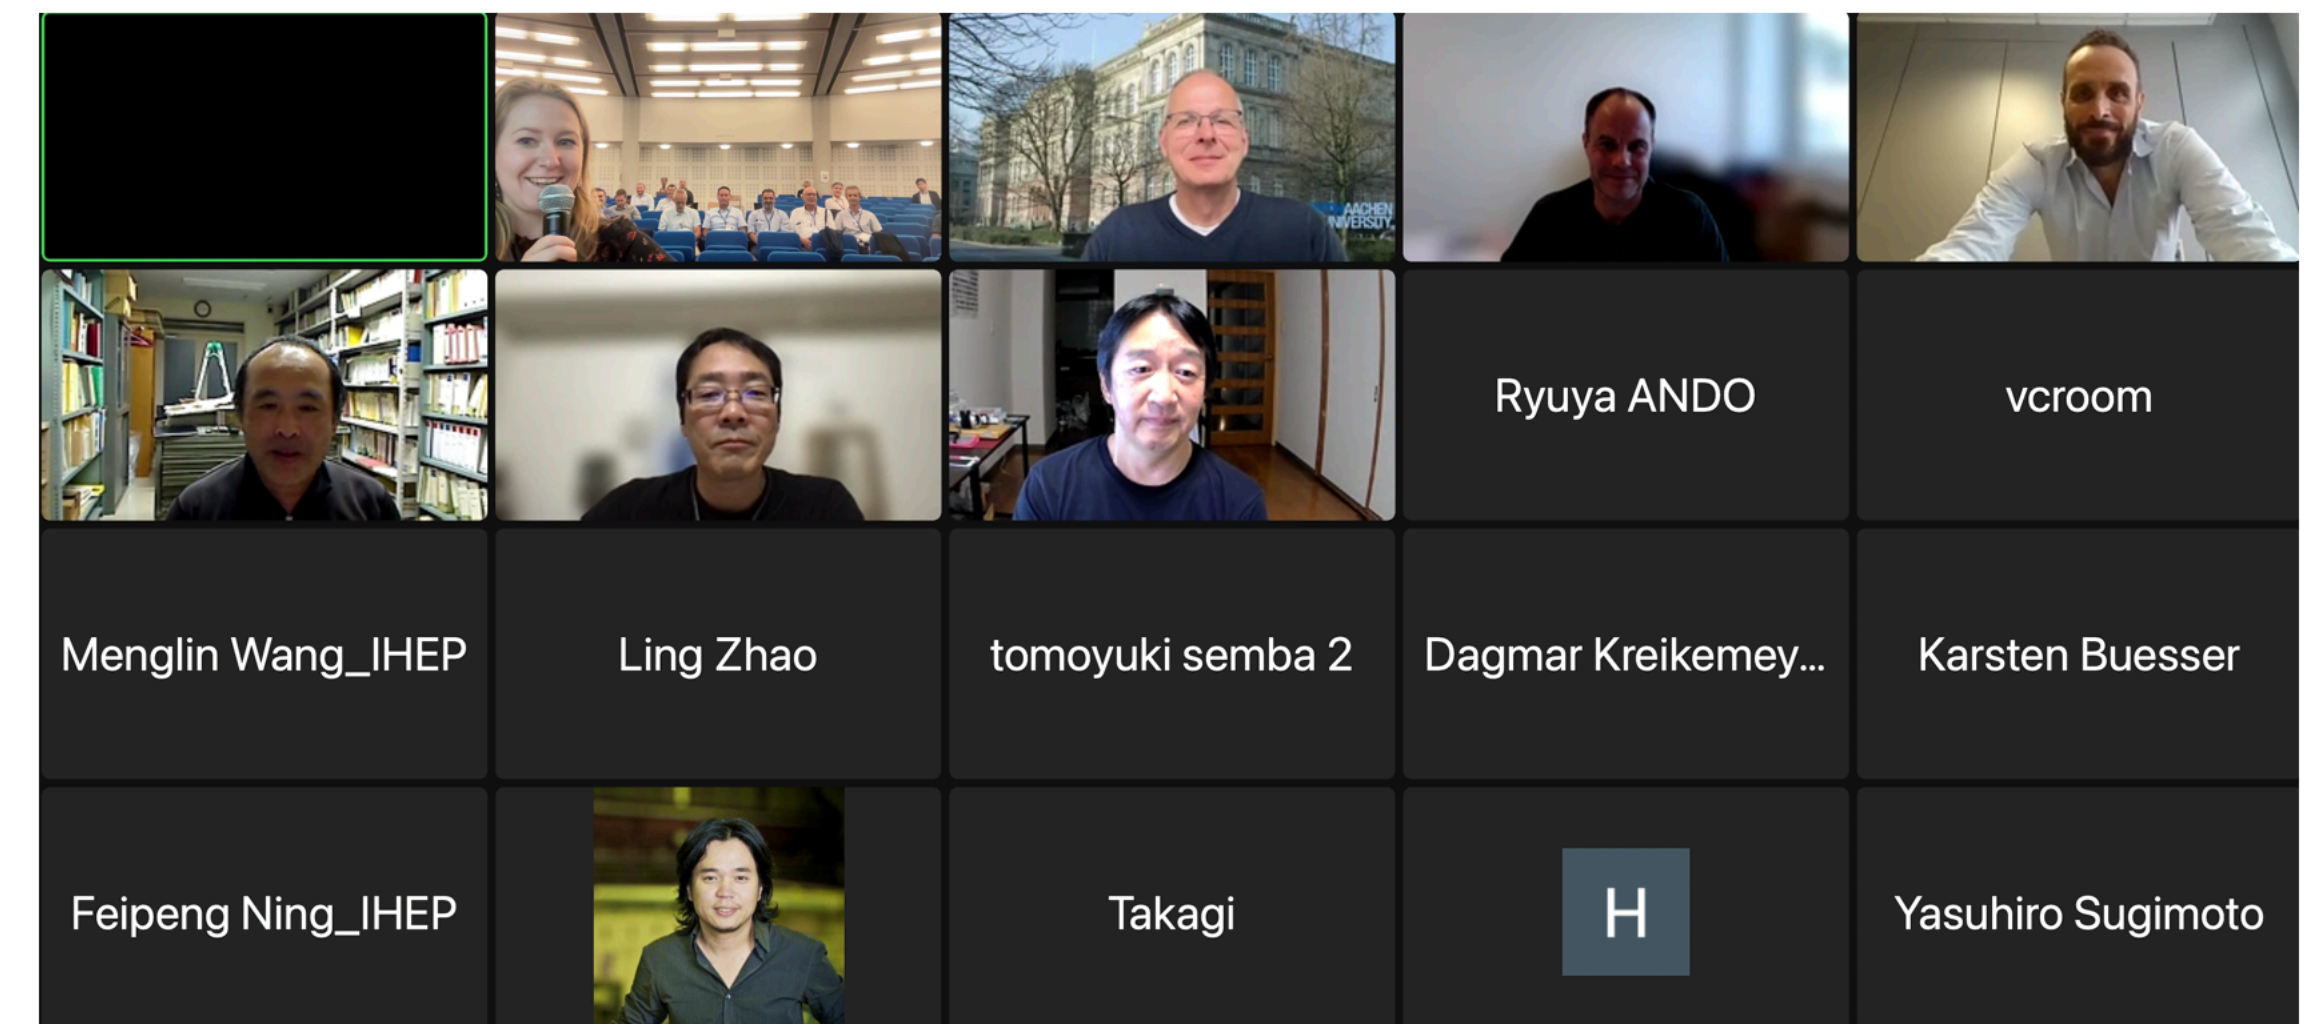 AACHEN
UNIVERSITY
Ryuya ANDO
vcroom
Menglin Wang_IHEP
Ling Zhao
tomoyuki semba 2
Dagmar Kreikemey...
Karsten Buesser
Feipeng Ning_IHEP
Takagi
H
Yasuhiro Sugimoto